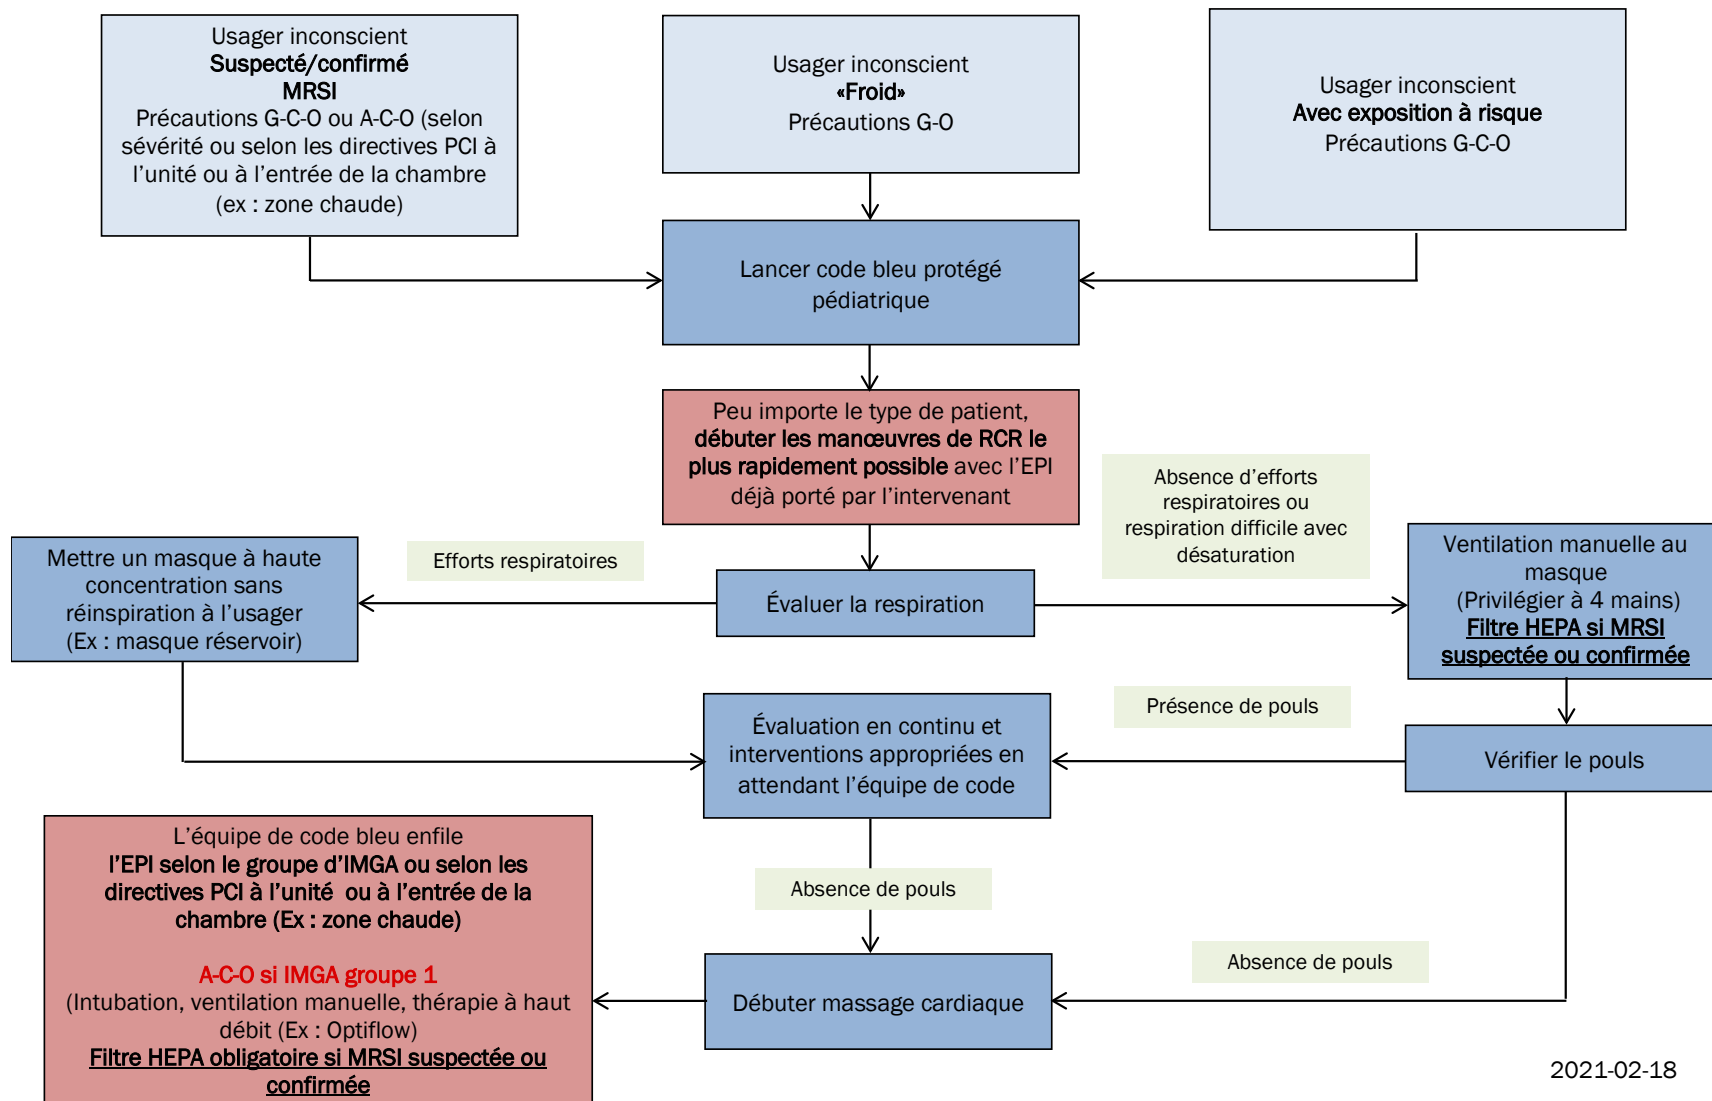 Usager inconscient
Suspecté/confirmé
MRSI
Précautions G-C-O ou A-C-O (selon
sévérité ou selon les directives PCI à
l’unité ou à l’entrée de la chambre
(ex : zone chaude)
Usager inconscient
«Froid»
Précautions G-O
Usager inconscient
Avec exposition à risque
Précautions G-C-O
Lancer code bleu protégé
pédiatrique
Peu importe le type de patient,
débuter les manœuvres de RCR le
plus rapidement possible avec l’EPI
déjà porté par l’intervenant
Absence d’efforts
respiratoires ou
respiration difficile avec
désaturation
Efforts respiratoires
Mettre un masque à haute
concentration sans
réinspiration à l’usager
(Ex : masque réservoir)
Évaluer la respiration
Ventilation manuelle au
masque
(Privilégier à 4 mains)
Filtre HEPA si MRSI
suspectée ou confirmée
Évaluation en continu et
interventions appropriées en
attendant l’équipe de code
Présence de pouls
Vérifier le pouls
L’équipe de code bleu enfile
l’EPI selon le groupe d’IMGA ou selon les
directives PCI à l’unité ou à l’entrée de la
chambre (Ex : zone chaude)
A-C-O si IMGA groupe 1
(Intubation, ventilation manuelle, thérapie à haut
débit (Ex : Optiflow)
Filtre HEPA obligatoire si MRSI suspectée ou
confirmée
Absence de pouls
Absence de pouls
Débuter massage cardiaque
2021-02-18